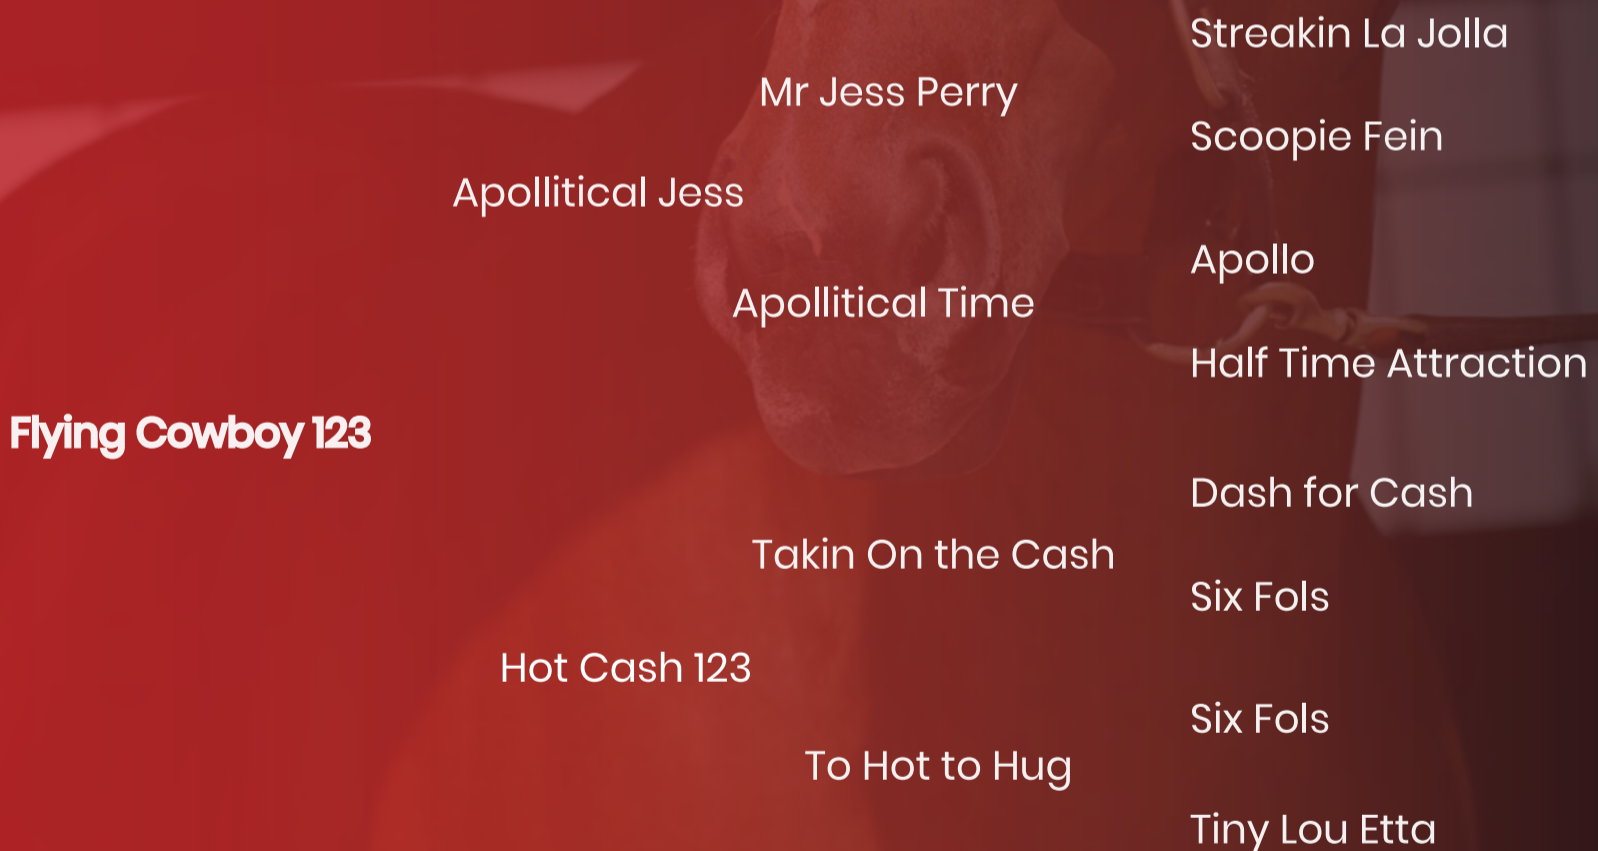 Streakin La Jolla
Mr Jess Perry
Scoopie Fein
Apollitical Jess
Apollo
Apollitical Time
Half Time Attraction
Flying Cowboy 123
Dash for Cash
Takin On the Cash
Six Fols
Hot Cash 123
Six Fols
To Hot to Hug
Tiny Lou Etta